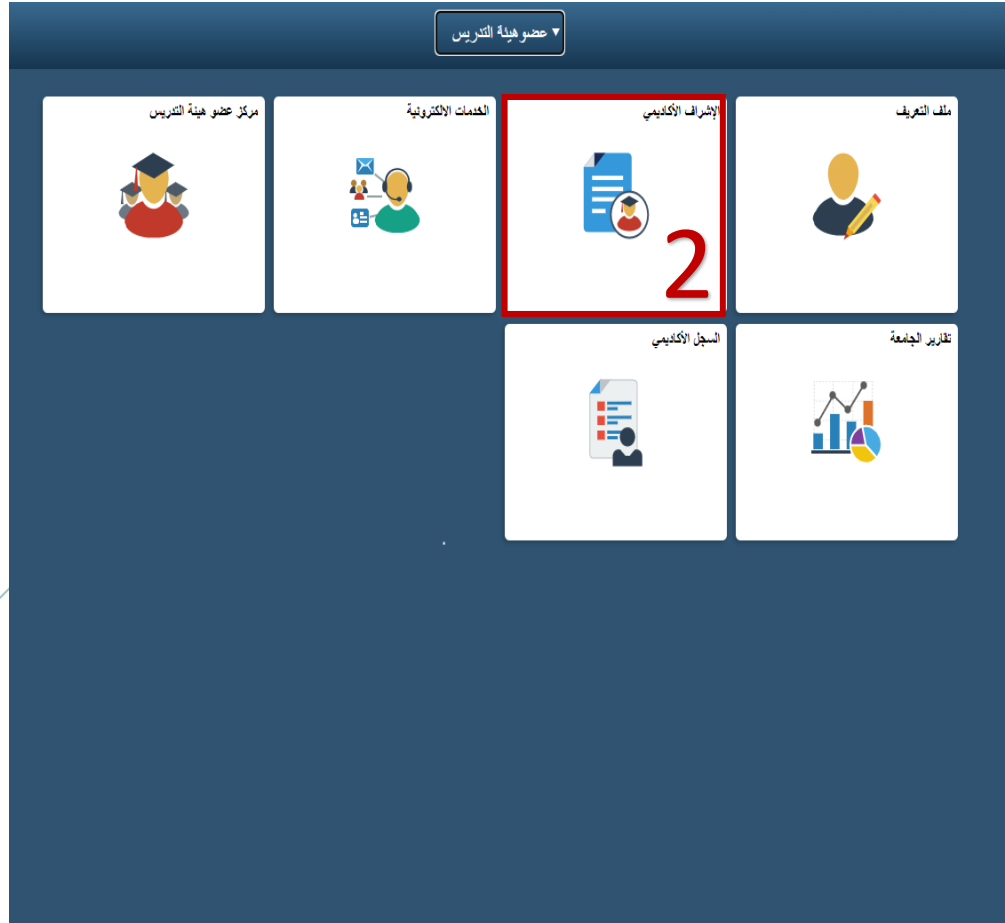 ▼ عضو هيئة التدريس
ملف التعريف
الإشراف الأكاديمي
الخدمات الالكترونية
مركز عضو هيئة التدريس
2
تقارير الجامعة
السجل الأكاديمي